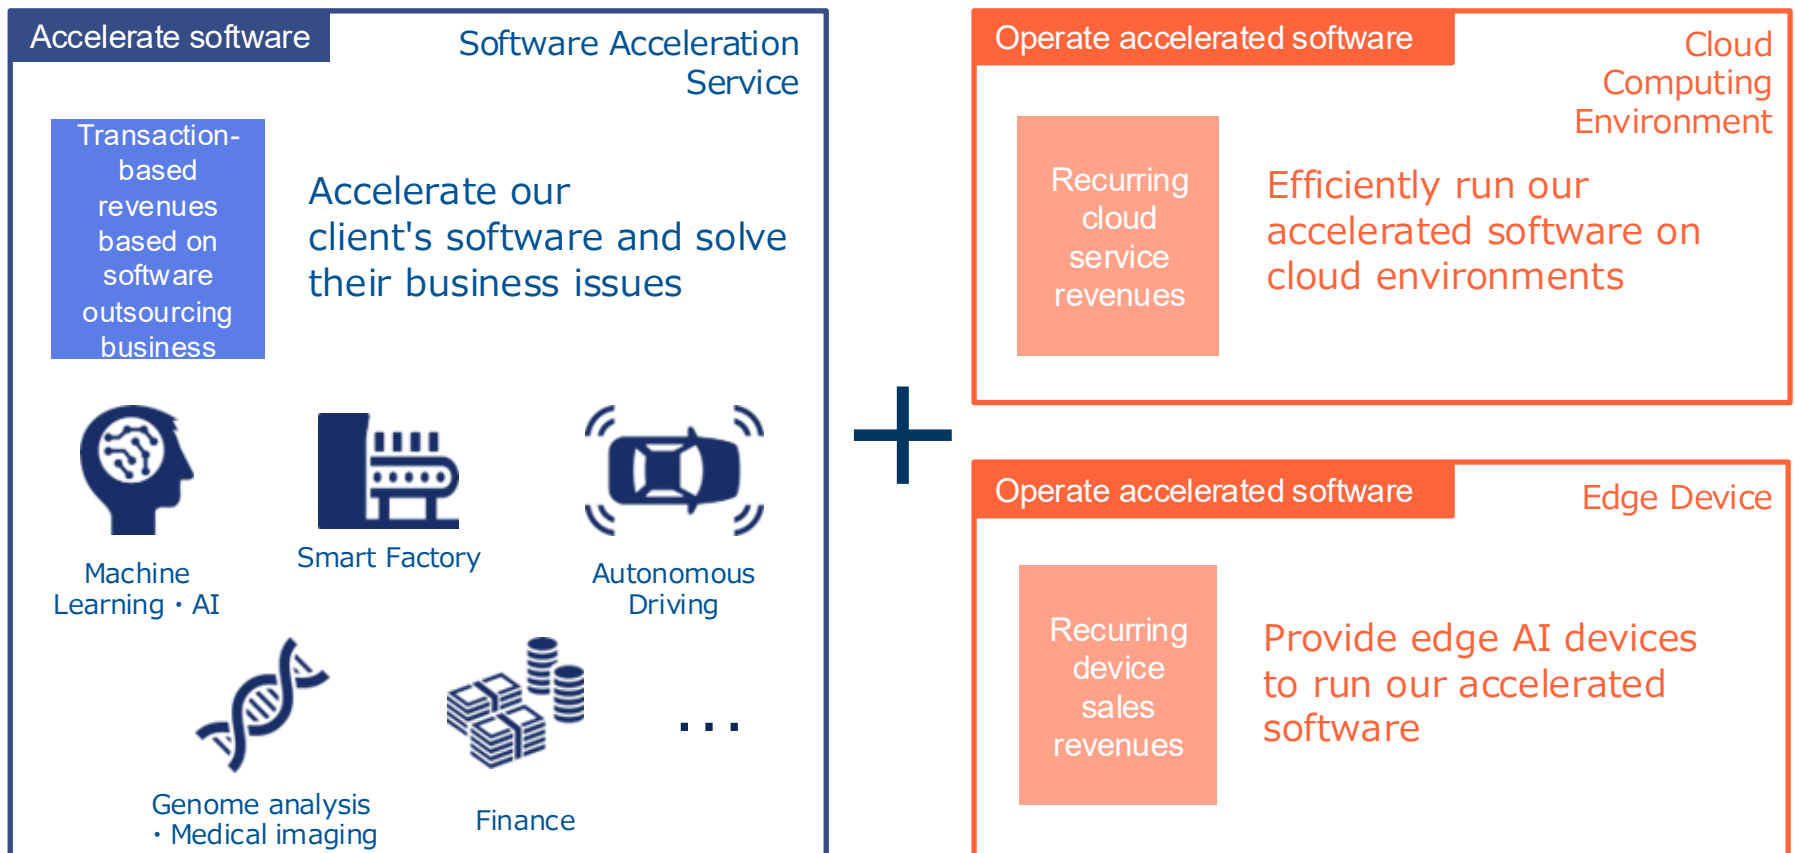 Accelerate software
Software Acceleration
Service
Transaction-
based
revenues
based on
software
outsourcing
business
Accelerate our
client's software and solve
their business issues
Machine
Learning・AI
Smart Factory
Autonomous
Driving
Genome analysis
・Medical imaging
Finance
...
+
Operate accelerated software
Cloud
Computing
Environment
Recurring
cloud
service
revenues
Efficiently run our
accelerated software on
cloud environments
Operate accelerated software
Edge Device
Recurring
device
sales
revenues
Provide edge AI devices
to run our accelerated
software